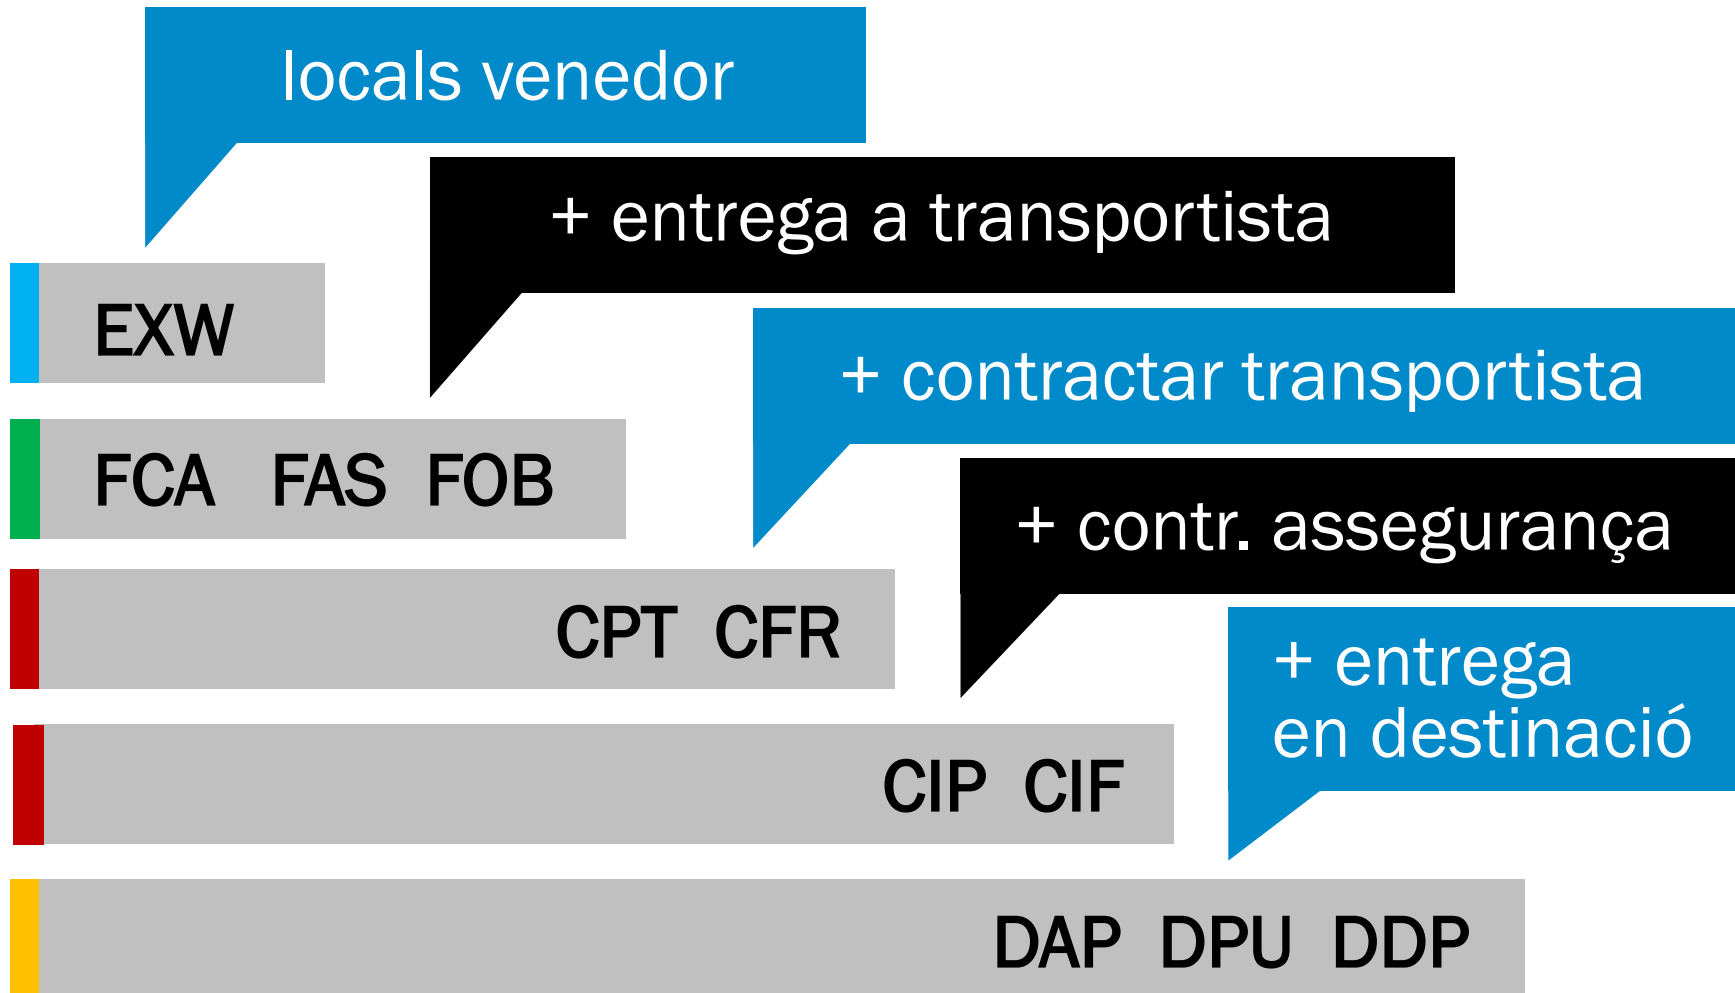 locals venedor
+ entrega a transportista
EXW
+ contractar transportista
FCA FAS FOB
+ contr. assegurança
CPT CFR
+ entrega
en destinació
CIP CIF
DAP DPU DDP